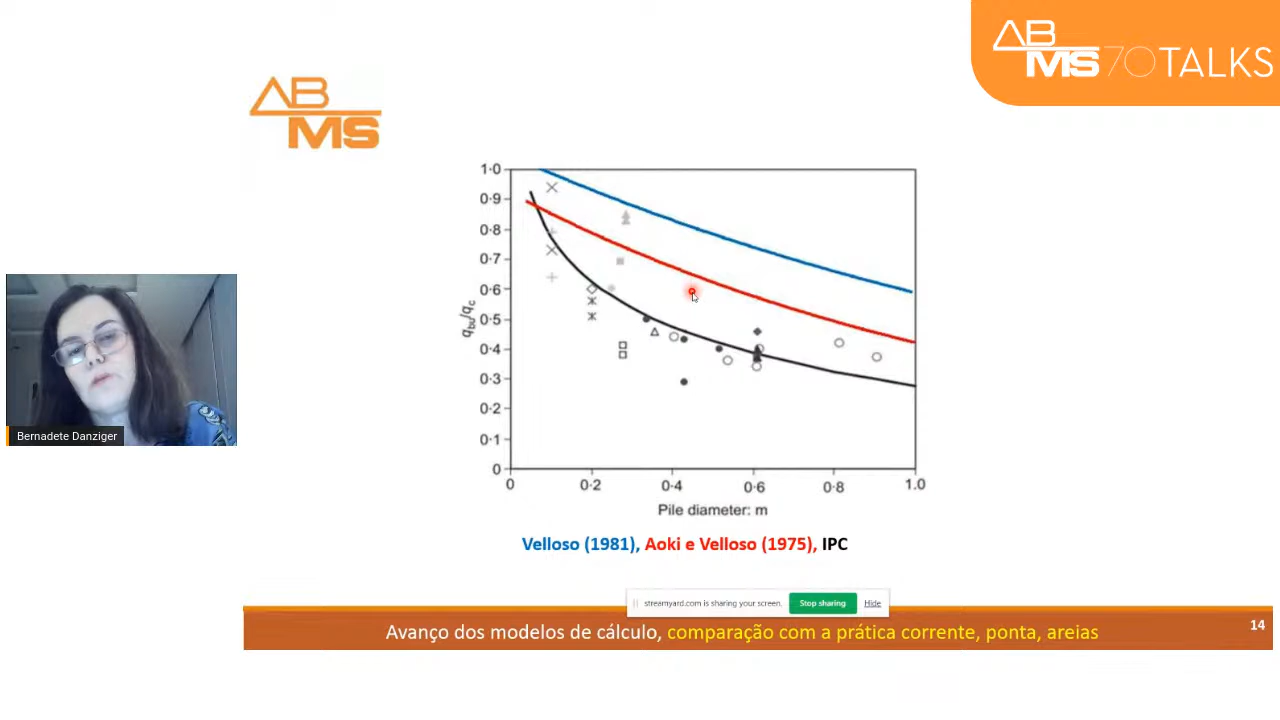 AB
MS 70 TALKS
AB
MS
1·0
0·9
0·8
0·7
0·6
0·5
0·4
0·3
0·2
0·1
0
qbu/qc
0 0·2 0·4 0·6 0·8 1.0
Pile diameter: m
Velloso (1981), Aoki e Velloso (1975), IPC
Bernadete Danziger
streamyard.com is sharing your screen. Stop sharing Hide
Avanço dos modelos de cálculo, comparação com a prática corrente, ponta, areias
14